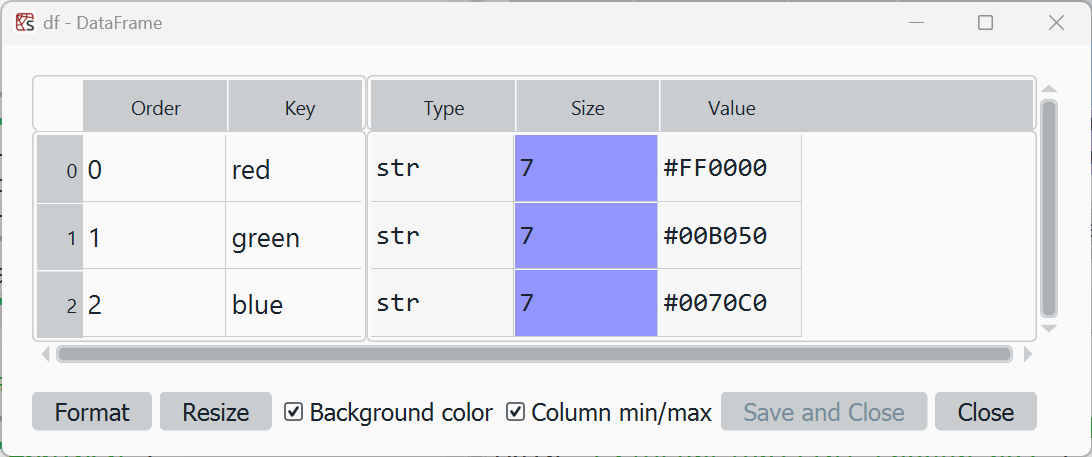 df - DataFrame
Order Key Type Size Value
0 0 red str 7 #FF0000
1 1 green str 7 #00B050
2 2 blue str 7 #0070C0
Format Resize Background color Column min/max Save and Close Close